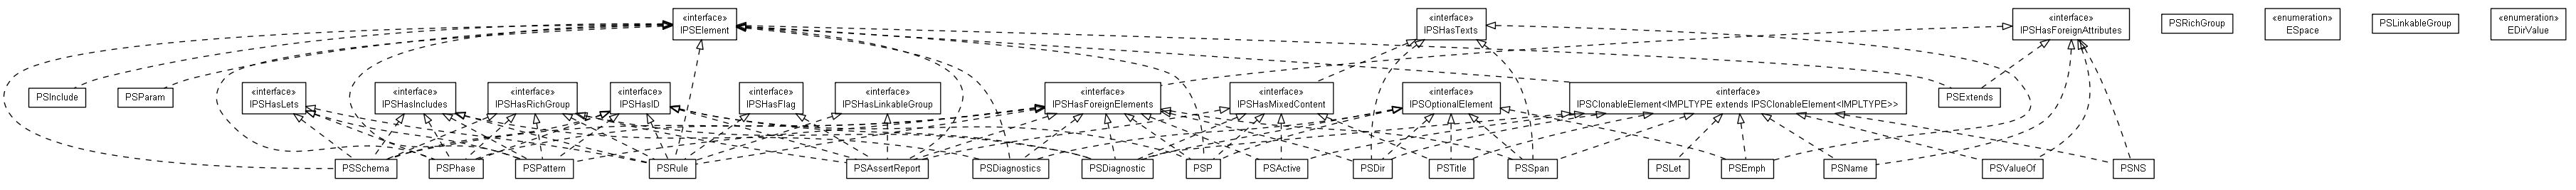 «interface»
IPSElement
«interface»
IPSHasTexts
«interface»
IPSHasForeignAttributes
PSRichGroup
«enumeration»
ESpace
PSLinkableGroup
«enumeration»
EDirValue
PSInclude
PSParam
«interface»
IPSHasLets
«interface»
IPSHasIncludes
«interface»
IPSHasRichGroup
«interface»
IPSHasID
«interface»
IPSHasFlag
«interface»
IPSHasLinkableGroup
«interface»
IPSHasForeignElements
«interface»
IPSHasMixedContent
«interface»
IPSOptionalElement
«interface»
IPSClonableElement<IMPLTYPE extends IPSClonableElement<IMPLTYPE>>
PSExtends
PSSchema
PSPhase
PSPattern
PSRule
PSAssertReport
PSDiagnostics
PSDiagnostic
PSP
PSActive
PSDir
PSTitle
PSSpan
PSLet
PSEmph
PSName
PSValueOf
PSNS